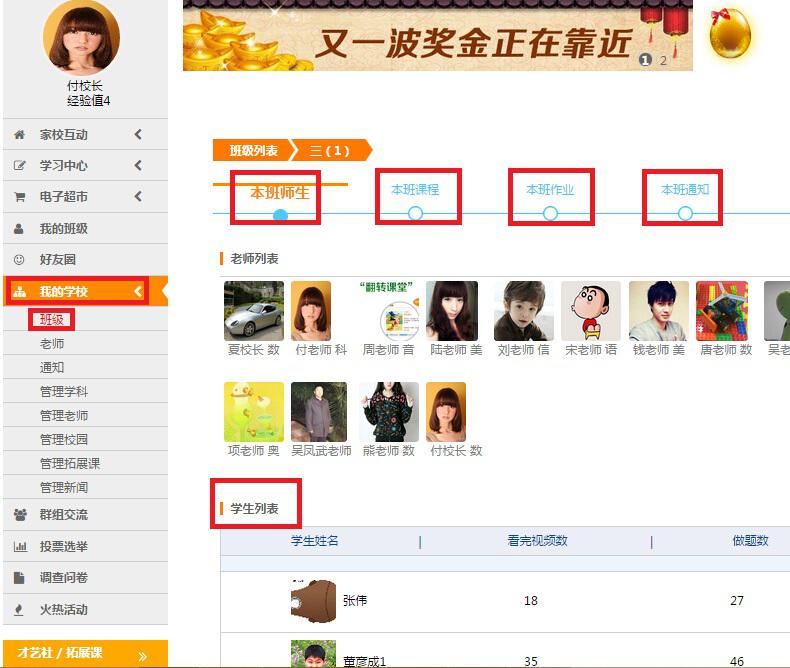 付校长
经验值4
家校互动
学习中心
电子超市
我的班级
好友圈
我的学校
班级
老师
通知
管理学科
管理老师
管理校园
管理拓展课
管理新闻
群组交流
投票选举
调查问卷
火热活动
才艺社 / 拓展课
又一波奖金正在靠近
1 2
班级列表 三 ( 1 )
本班师生 本班课程 本班作业 本班通知
老师列表
“翻转课堂”
夏校长 数 付老师 科 周老师 音 陆老师 美 刘老师 信 宋老师 语 钱老师 美 唐老师 数 吴老
项老师 奥 吴凤武老师 熊老师 数 付校长 数
学生列表
学生姓名 | 看完视频数 | 做题数
张伟 18 27
董彦成1 35 46